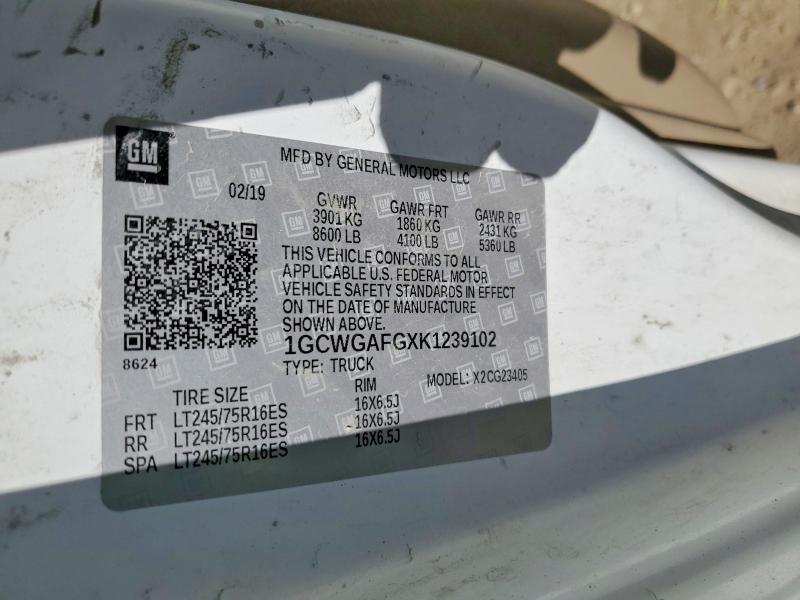 GM
MFD BY GENERAL MOTORS LLC
02/19
GVWR GAWR FRT GAWR RR
3901 KG 1860 KG 2431 KG
8600 LB 4100 LB 5360 LB
THIS VEHICLE CONFORMS TO ALL
APPLICABLE U.S. FEDERAL MOTOR
VEHICLE SAFETY STANDARDS IN EFFECT
ON THE DATE OF MANUFACTURE
SHOWN ABOVE.
1GCWGAFGXK1239102
8624
TYPE: TRUCK
MODEL: X2CG23405
TIRE SIZE RIM
FRT LT245/75R16ES 16X6.5J
RR LT245/75R16ES 16X6.5J
SPA LT245/75R16ES 16X6.5J